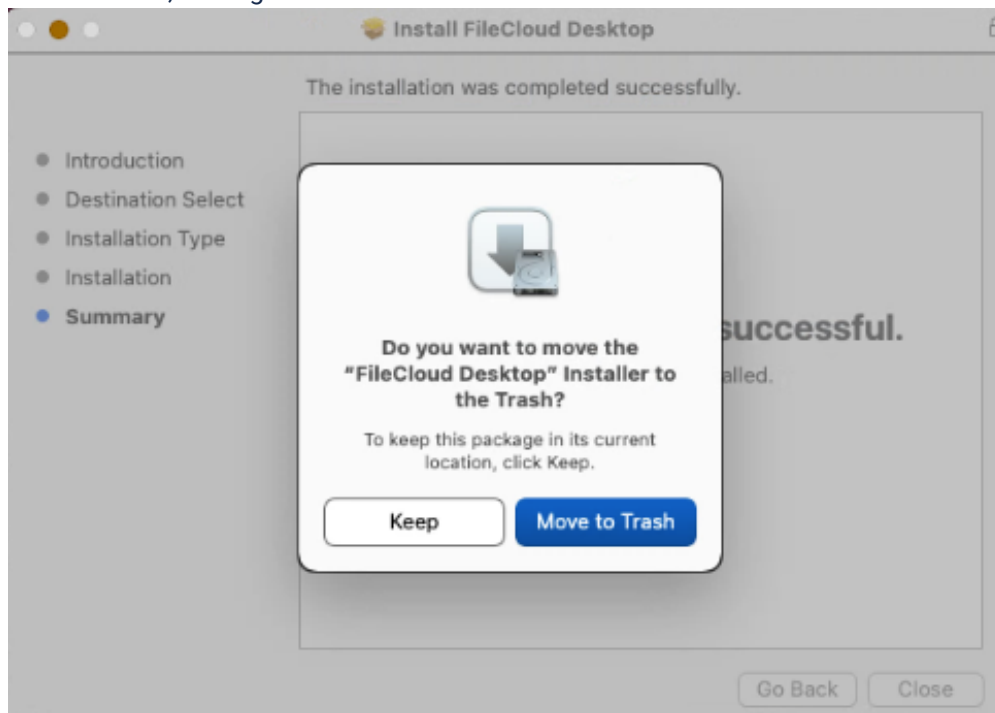 Install FileCloud Desktop
The installation was completed successfully.
Introduction
Destination Select
Installation Type
Installation
Summary
successful.
alled.
Do you want to move the
“FileCloud Desktop” Installer to
the Trash?
To keep this package in its current
location, click Keep.
Keep
Move to Trash
Go Back
Close